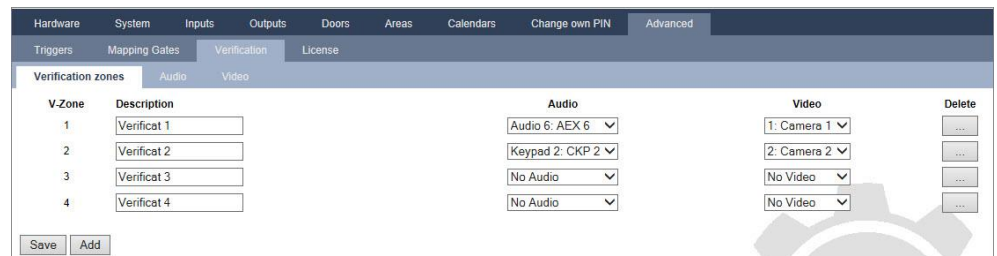 Hardware System Inputs Outputs Doors Areas Calendars Change own PIN Advanced
Triggers Mapping Gates Verification License
Verification zones Audio Video
V-Zone Description Audio Video Delete
1 Verificat 1 Audio 6: AEX 6 1: Camera 1 ...
2 Verificat 2 Keypad 2: CKP 2 2: Camera 2 ...
3 Verificat 3 No Audio No Video ...
4 Verificat 4 No Audio No Video ...
Save Add